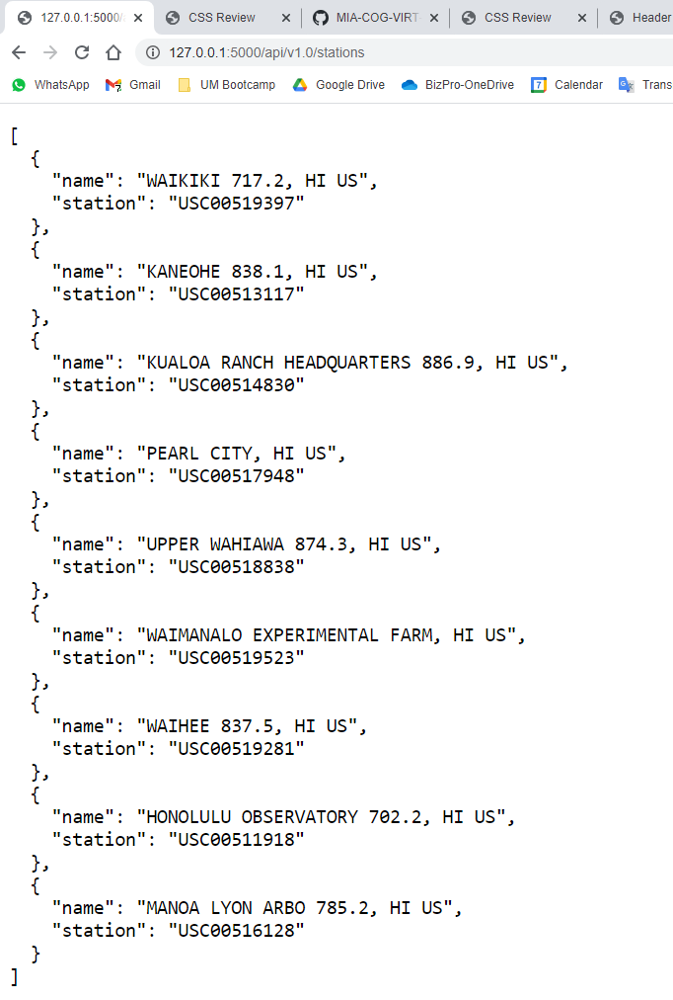 127.0.0.1:5000/ CSS Review MIA-COG-VIRT CSS Review Header
127.0.0.1:5000/api/v1.0/stations
WhatsApp Gmail UM Bootcamp Google Drive BizPro-OneDrive 7 Calendar Trans
[
{
"name": "WAIKIKI 717.2, HI US",
"station": "USC00519397"
},
{
"name": "KANEOHE 838.1, HI US",
"station": "USC00513117"
},
{
"name": "KUALOA RANCH HEADQUARTERS 886.9, HI US",
"station": "USC00514830"
},
{
"name": "PEARL CITY, HI US",
"station": "USC00517948"
},
{
"name": "UPPER WAHIAWA 874.3, HI US",
"station": "USC00518838"
},
{
"name": "WAIMANALO EXPERIMENTAL FARM, HI US",
"station": "USC00519523"
},
{
"name": "WAIHEE 837.5, HI US",
"station": "USC00519281"
},
{
"name": "HONOLULU OBSERVATORY 702.2, HI US",
"station": "USC00511918"
},
{
"name": "MANOA LYON ARBO 785.2, HI US",
"station": "USC00516128"
}
]